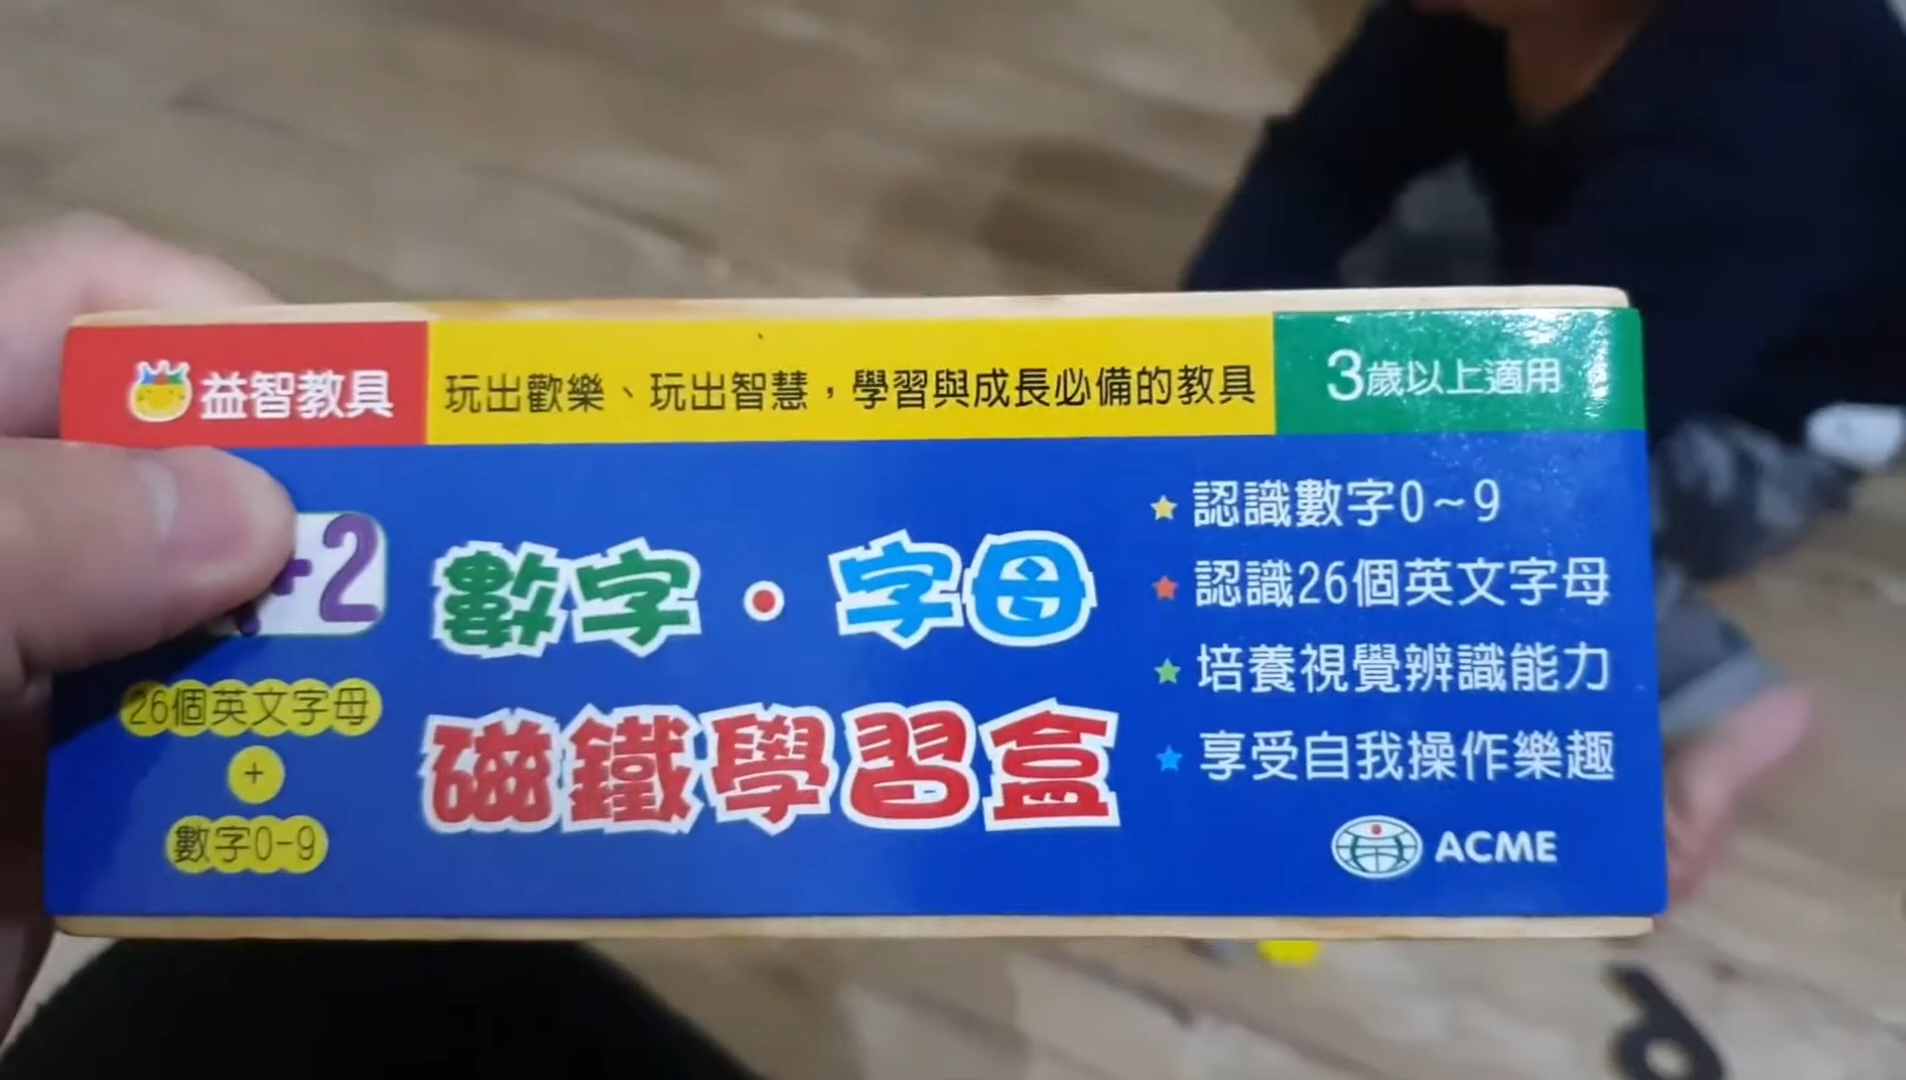 益智教具
玩出歡樂、玩出智慧，學習與成長必備的教具
3歲以上適用
+2
26個英文字母
+
數字0-9
數字・字母
磁鐵學習盒
認識數字0~9
認識26個英文字母
培養視覺辨識能力
享受自我操作樂趣
ACME